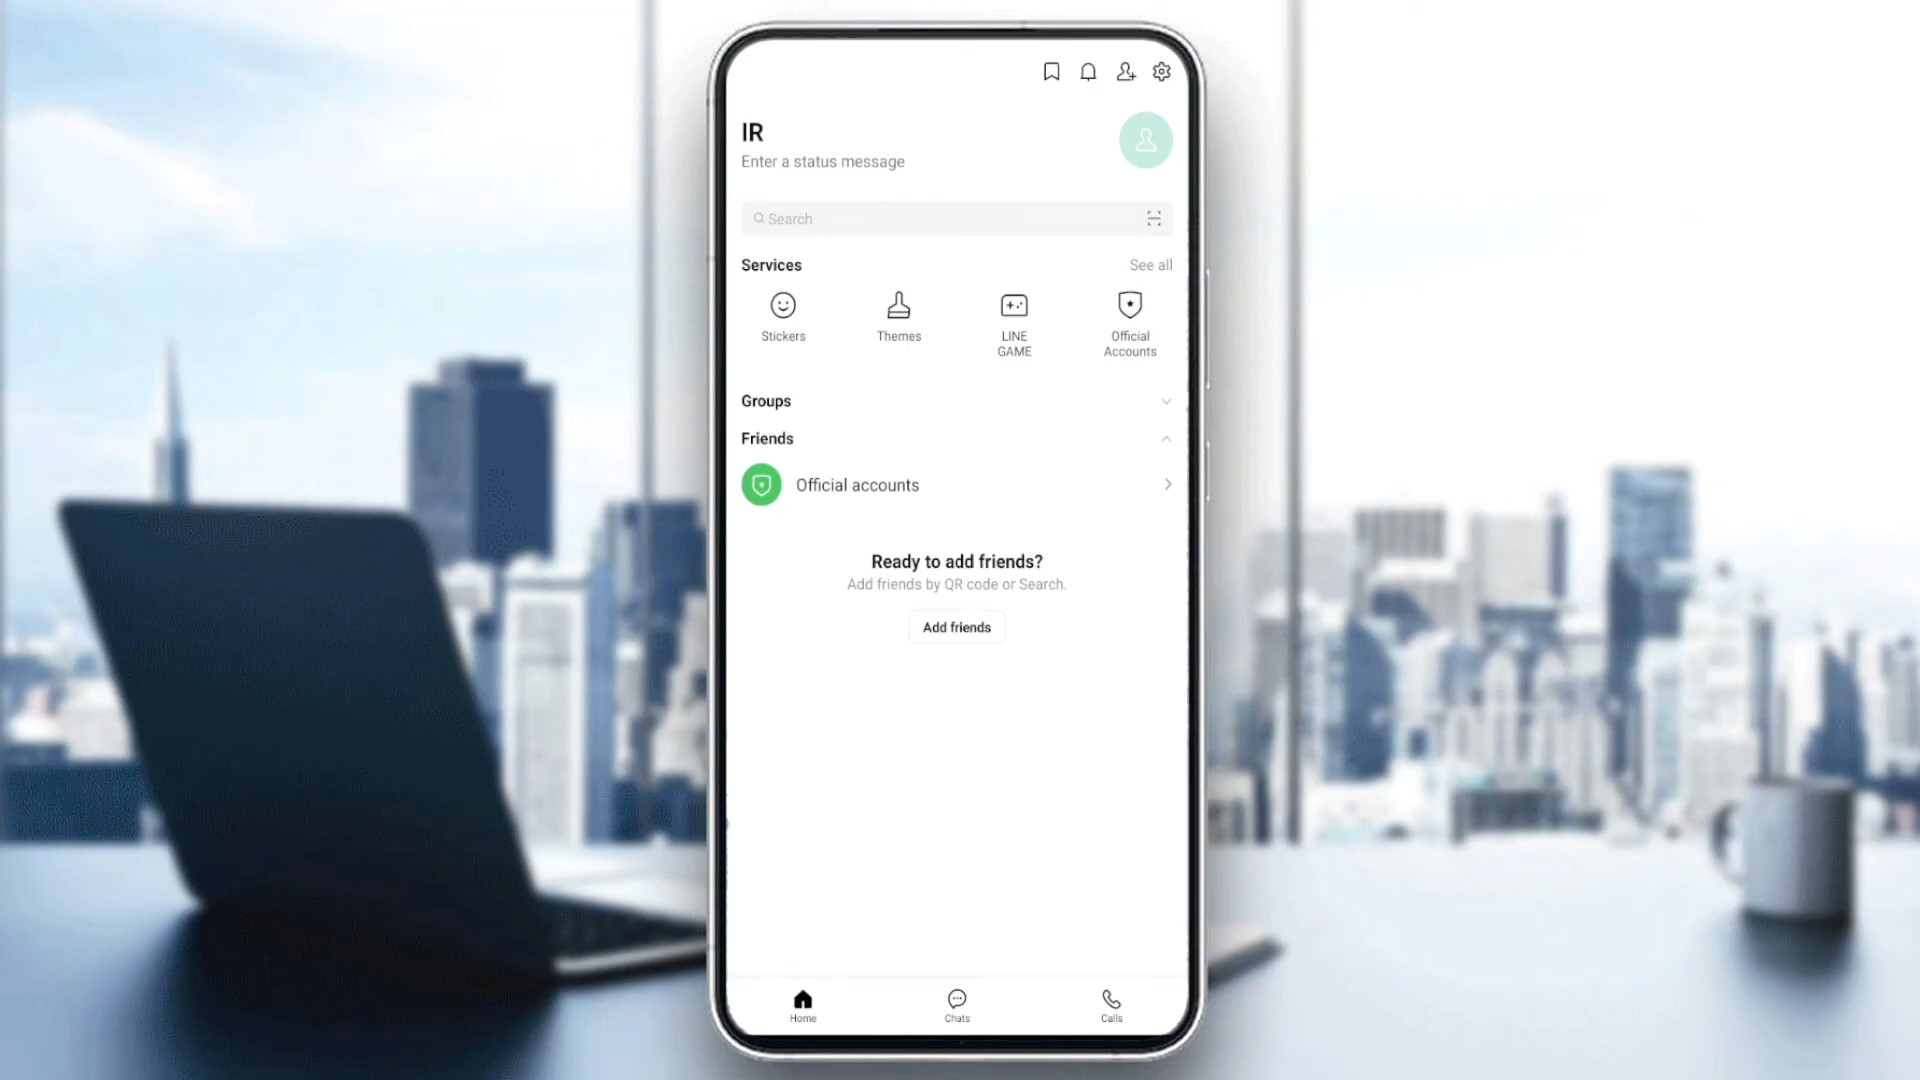 IR
Enter a status message
Search
Services
See all
Stickers
Themes
LINE
GAME
Official
Accounts
Groups
Friends
Official accounts
Ready to add friends?
Add friends by QR code or Search.
Add friends
Home
Chats
Calls